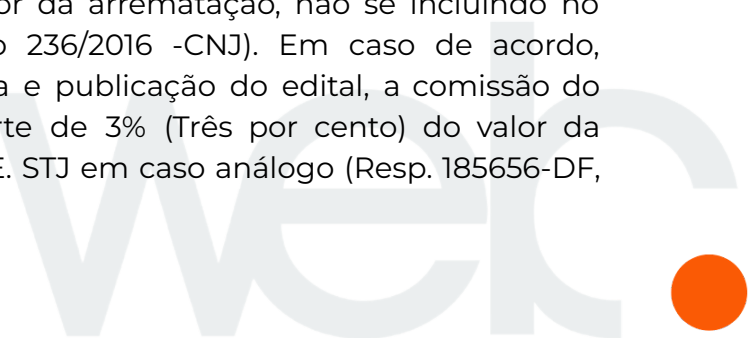 or da arrematação, não se incluindo no
o 236/2016 -CNJ). Em caso de acordo,
a e publicação do edital, a comissão do
rte de 3% (Três por cento) do valor da
E. STJ em caso análogo (Resp. 185656-DF,
web.